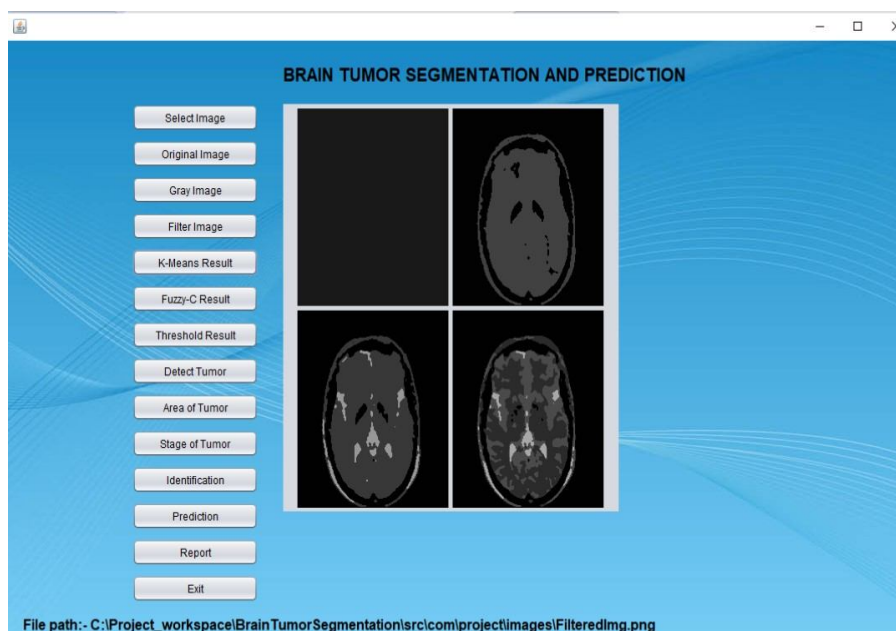 BRAIN TUMOR SEGMENTATION AND PREDICTION
Select Image
Original Image
Gray Image
Filter Image
K-Means Result
Fuzzy-C Result
Threshold Result
Detect Tumor
Area of Tumor
Stage of Tumor
Identification
Prediction
Report
Exit
File path:- C:\Project_workspace\BrainTumorSegmentation\src\com\project\images\FilteredImg.png